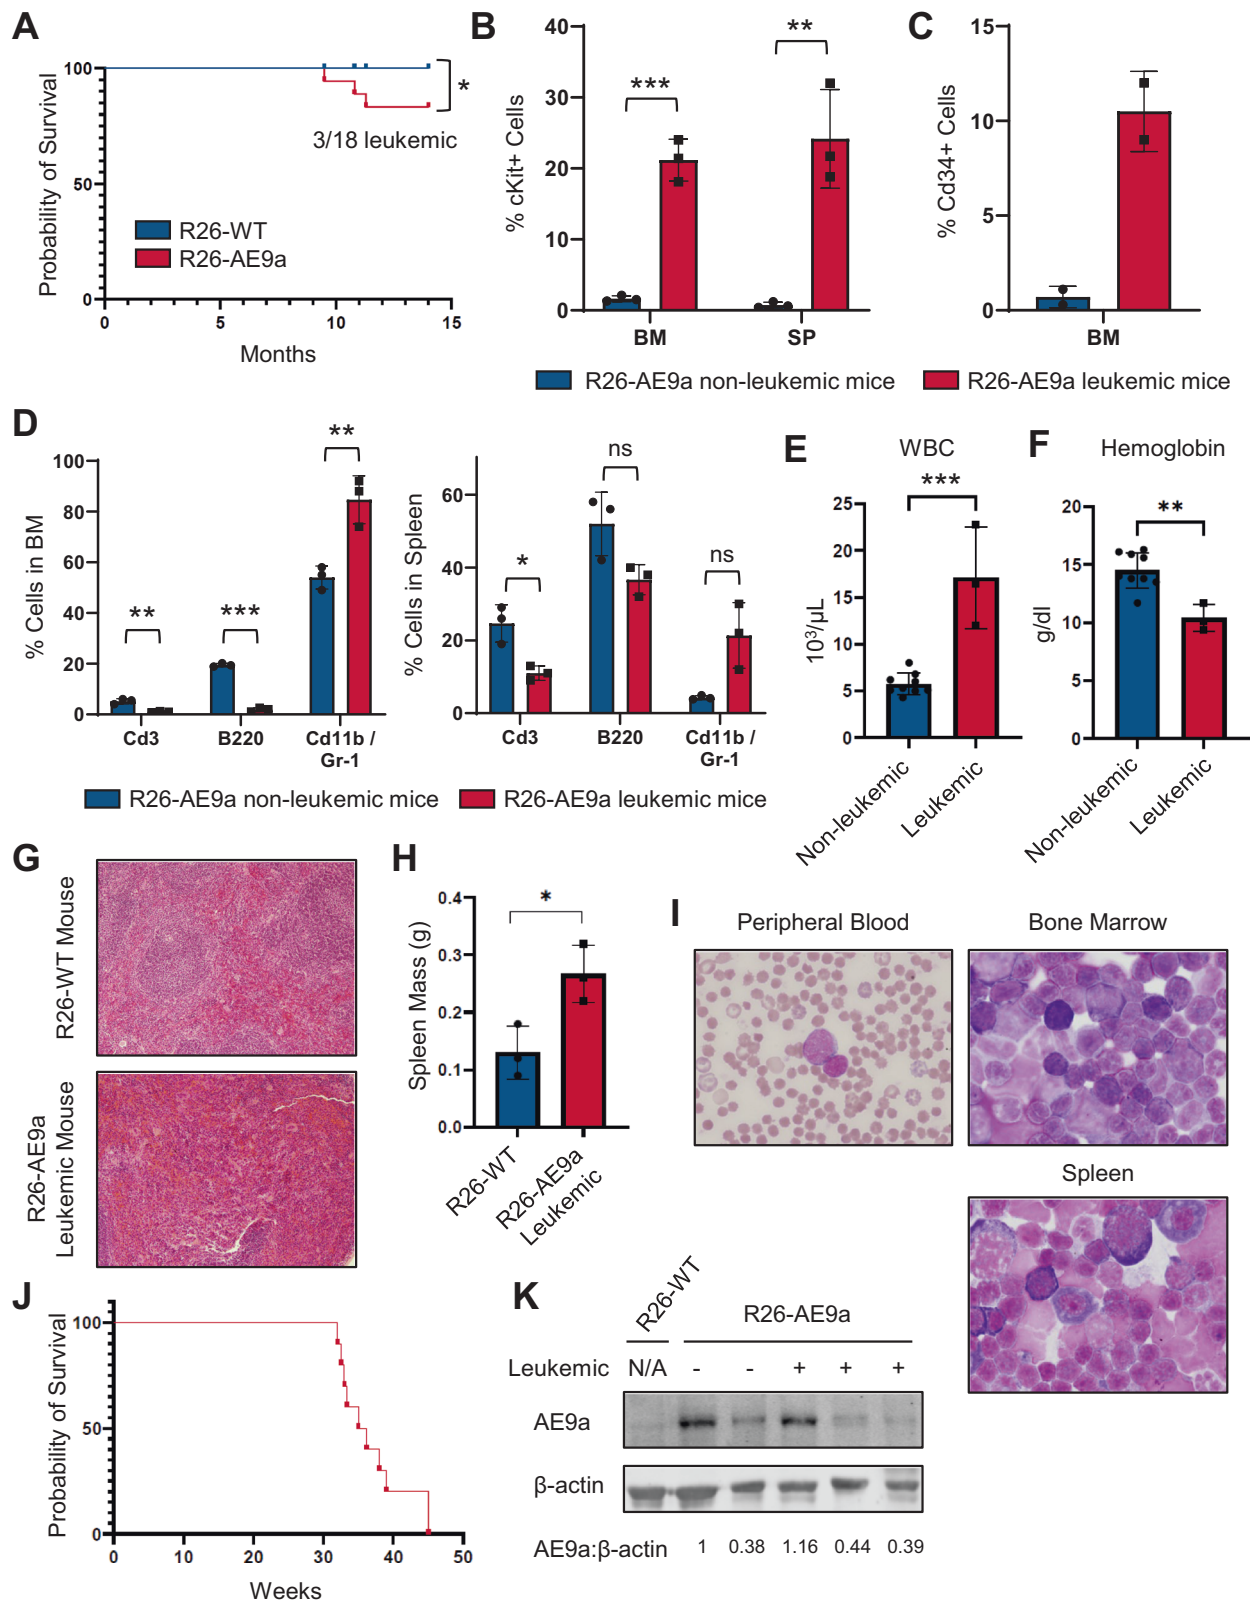 A
Probability of Survival
100
50
0
0
5
10
15
Months
*
3/18 leukemic
R26-WT
R26-AE9a
B
% cKit+ Cells
40
30
20
10
0
***
**
BM
SP
C
% Cd34+ Cells
15
10
5
0
BM
R26-AE9a non-leukemic mice
R26-AE9a leukemic mice
D
% Cells in BM
100
80
60
40
20
0
**
***
**
Cd3
B220
Cd11b /
Gr-1
% Cells in Spleen
60
40
20
0
*
ns
ns
Cd3
B220
Cd11b /
Gr-1
R26-AE9a non-leukemic mice
R26-AE9a leukemic mice
E
WBC
10³/µL
25
20
15
10
5
0
***
Non-leukemic
Leukemic
F
Hemoglobin
g/dl
20
15
10
5
0
**
Non-leukemic
Leukemic
G
R26-WT Mouse
R26-AE9a
Leukemic Mouse
H
Spleen Mass (g)
0.4
0.3
0.2
0.1
0.0
*
R26-WT
R26-AE9a
Leukemic
I
Peripheral Blood
Bone Marrow
Spleen
J
Probability of Survival
100
50
0
0
10
20
30
40
50
Weeks
K
R26-WT
R26-AE9a
Leukemic N/A - - + + +
AE9a
β-actin
AE9a:β-actin 1 0.38 1.16 0.44 0.39